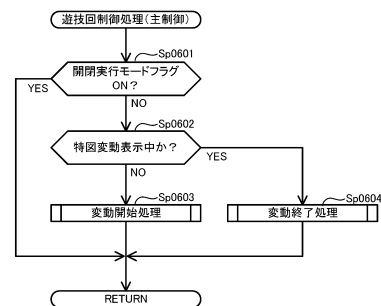 遊技回制御処理（主制御）
Sp0601
開閉実行モードフラグ
ON？
YES
NO
Sp0602
特図変動表示中か？
YES
NO
Sp0603
変動開始処理
Sp0604
変動終了処理
RETURN